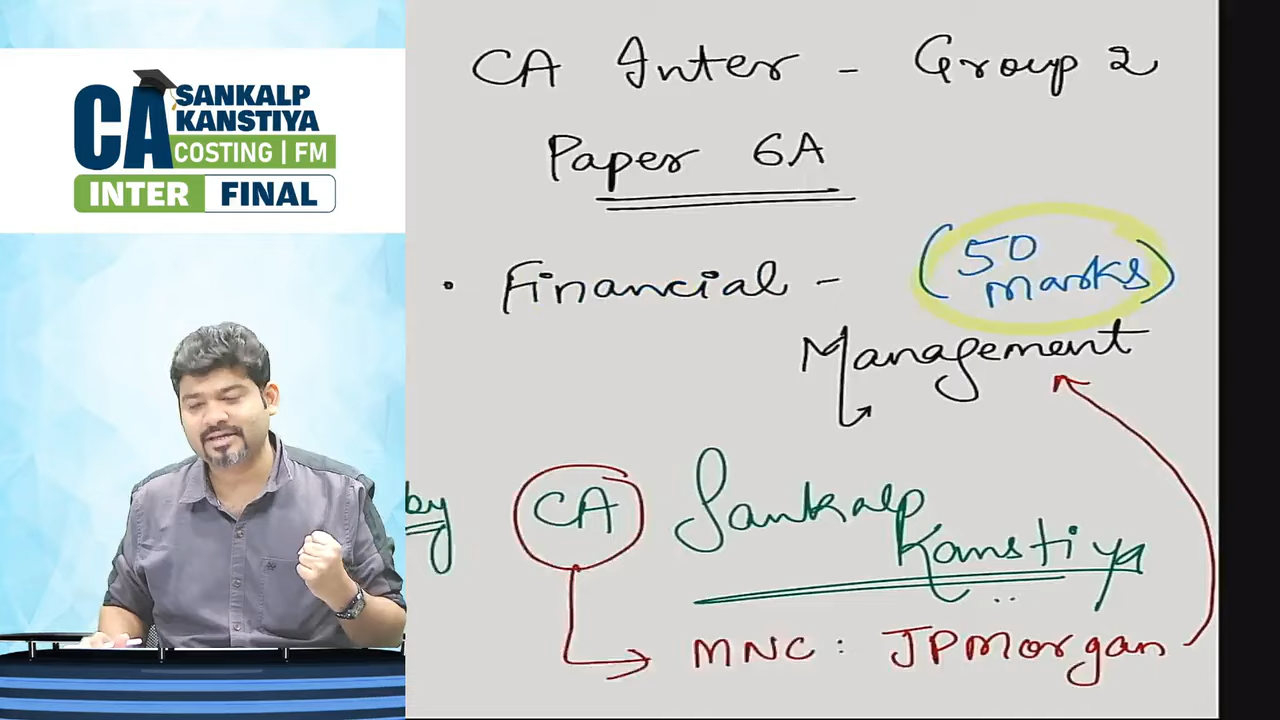 CA
SANKALP
KANSTIYA
COSTING | FM
INTER FINAL
CA Inter - Group 2
Paper 6A
• Financial - (50 marks)
Management
by CA Sankalp
Kanstiya
MNC : JPMorgan